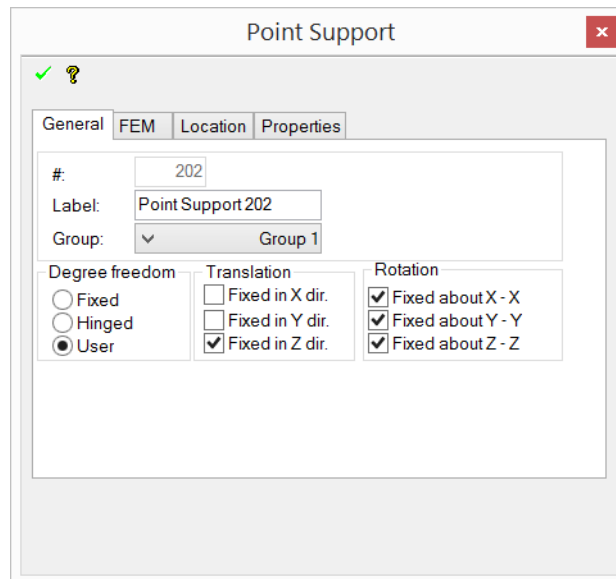 Point Support
General FEM Location Properties
#: 202
Label: Point Support 202
Group: Group 1
Degree freedom Translation Rotation
Fixed Fixed in X dir. Fixed about X - X
Hinged Fixed in Y dir. Fixed about Y - Y
User Fixed in Z dir. Fixed about Z - Z